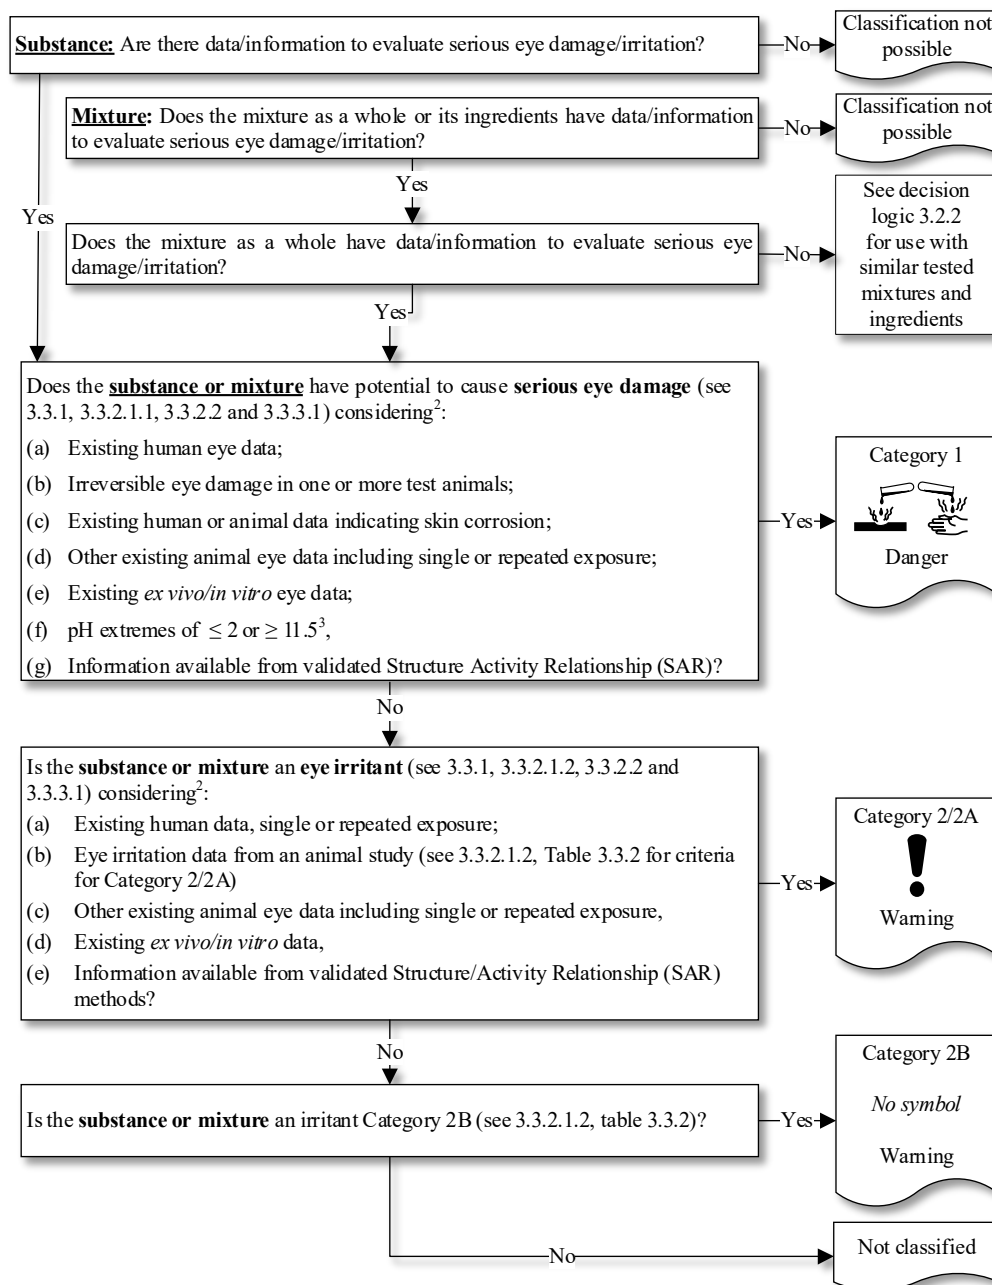 Substance: Are there data/information to evaluate serious eye damage/irritation?
No
Classification not
possible
Mixture: Does the mixture as a whole or its ingredients have data/information
to evaluate serious eye damage/irritation?
No
Classification not
possible
Yes
Yes
Does the mixture as a whole have data/information to evaluate serious eye
damage/irritation?
No
See decision
logic 3.2.2
for use with
similar tested
mixtures and
ingredients
Yes
Does the substance or mixture have potential to cause serious eye damage (see
3.3.1, 3.3.2.1.1, 3.3.2.2 and 3.3.3.1) considering²:
(a) Existing human eye data;
(b) Irreversible eye damage in one or more test animals;
(c) Existing human or animal data indicating skin corrosion;
(d) Other existing animal eye data including single or repeated exposure;
(e) Existing ex vivo/in vitro eye data;
(f) pH extremes of ≤ 2 or ≥ 11.5³,
(g) Information available from validated Structure Activity Relationship (SAR)?
Yes
Category 1
Danger
No
Is the substance or mixture an eye irritant (see 3.3.1, 3.3.2.1.2, 3.3.2.2 and
3.3.3.1) considering²:
(a) Existing human data, single or repeated exposure;
(b) Eye irritation data from an animal study (see 3.3.2.1.2, Table 3.3.2 for criteria
for Category 2/2A)
(c) Other existing animal eye data including single or repeated exposure,
(d) Existing ex vivo/in vitro data,
(e) Information available from validated Structure/Activity Relationship (SAR)
methods?
Yes
Category 2/2A
Warning
No
Is the substance or mixture an irritant Category 2B (see 3.3.2.1.2, table 3.3.2)?
Yes
Category 2B
No symbol
Warning
No
Not classified